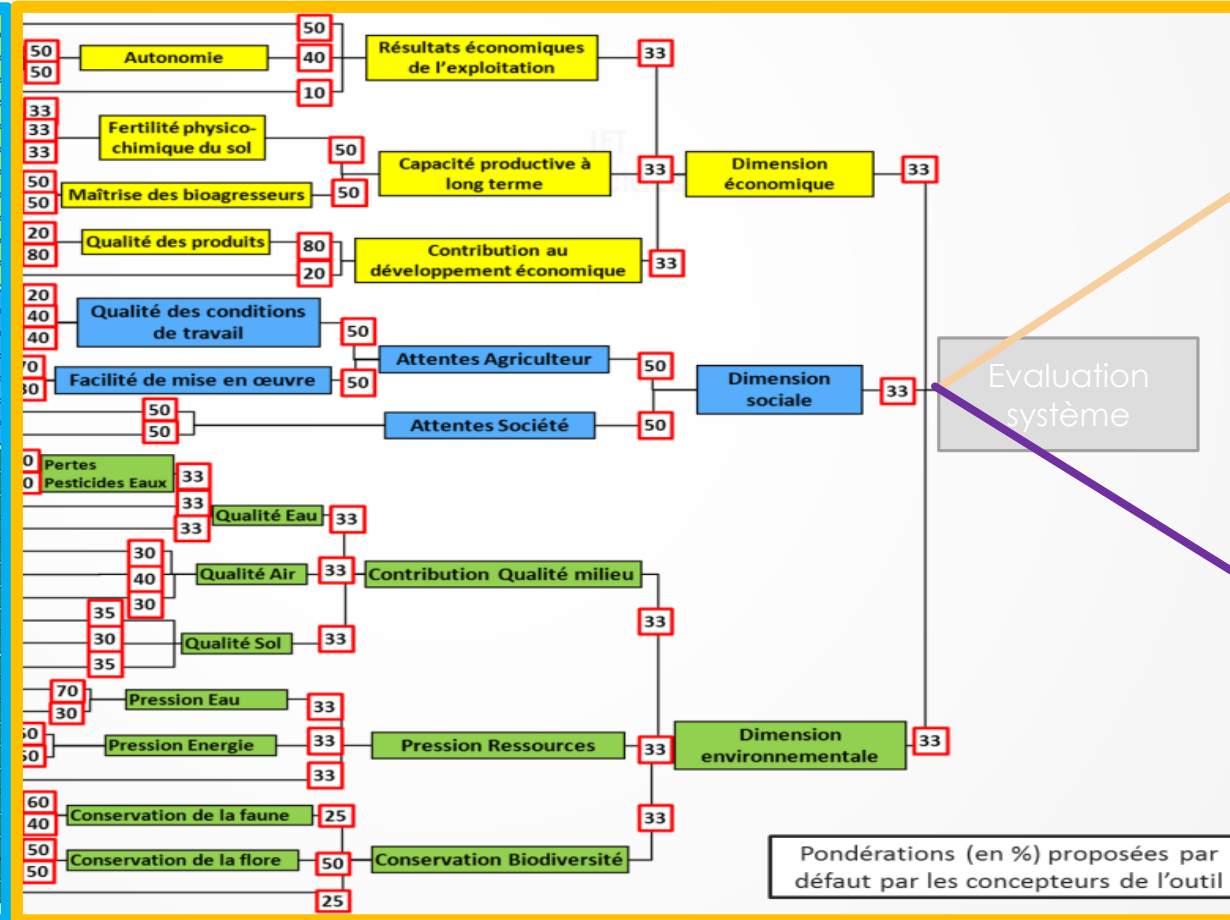 50
50
50
Autonomie
40
10
Résultats économiques
de l'exploitation
33
33
33
33
Fertilité physico-
chimique du sol
50
50
50
Maîtrise des bioagresseurs
50
Capacité productive à
long terme
33
Dimension
économique
33
20
80
Qualité des produits
80
20
Contribution au
développement économique
33
20
40
40
Qualité des conditions
de travail
50
Facilité de mise en œuvre
50
Attentes Agriculteur
50
50
50
Attentes Société
50
Dimension
sociale
33
Evaluation
système
Pertes
Pesticides Eaux
33
33
33
Qualité Eau
33
30
40
30
Qualité Air
33
35
30
35
Qualité Sol
33
Contribution Qualité milieu
33
70
30
Pression Eau
33
Pression Energie
33
33
Pression Ressources
33
Dimension
environnementale
33
60
40
Conservation de la faune
25
50
50
Conservation de la flore
50
25
Conservation Biodiversité
33
Pondérations (en %) proposées par
défaut par les concepteurs de l'outil